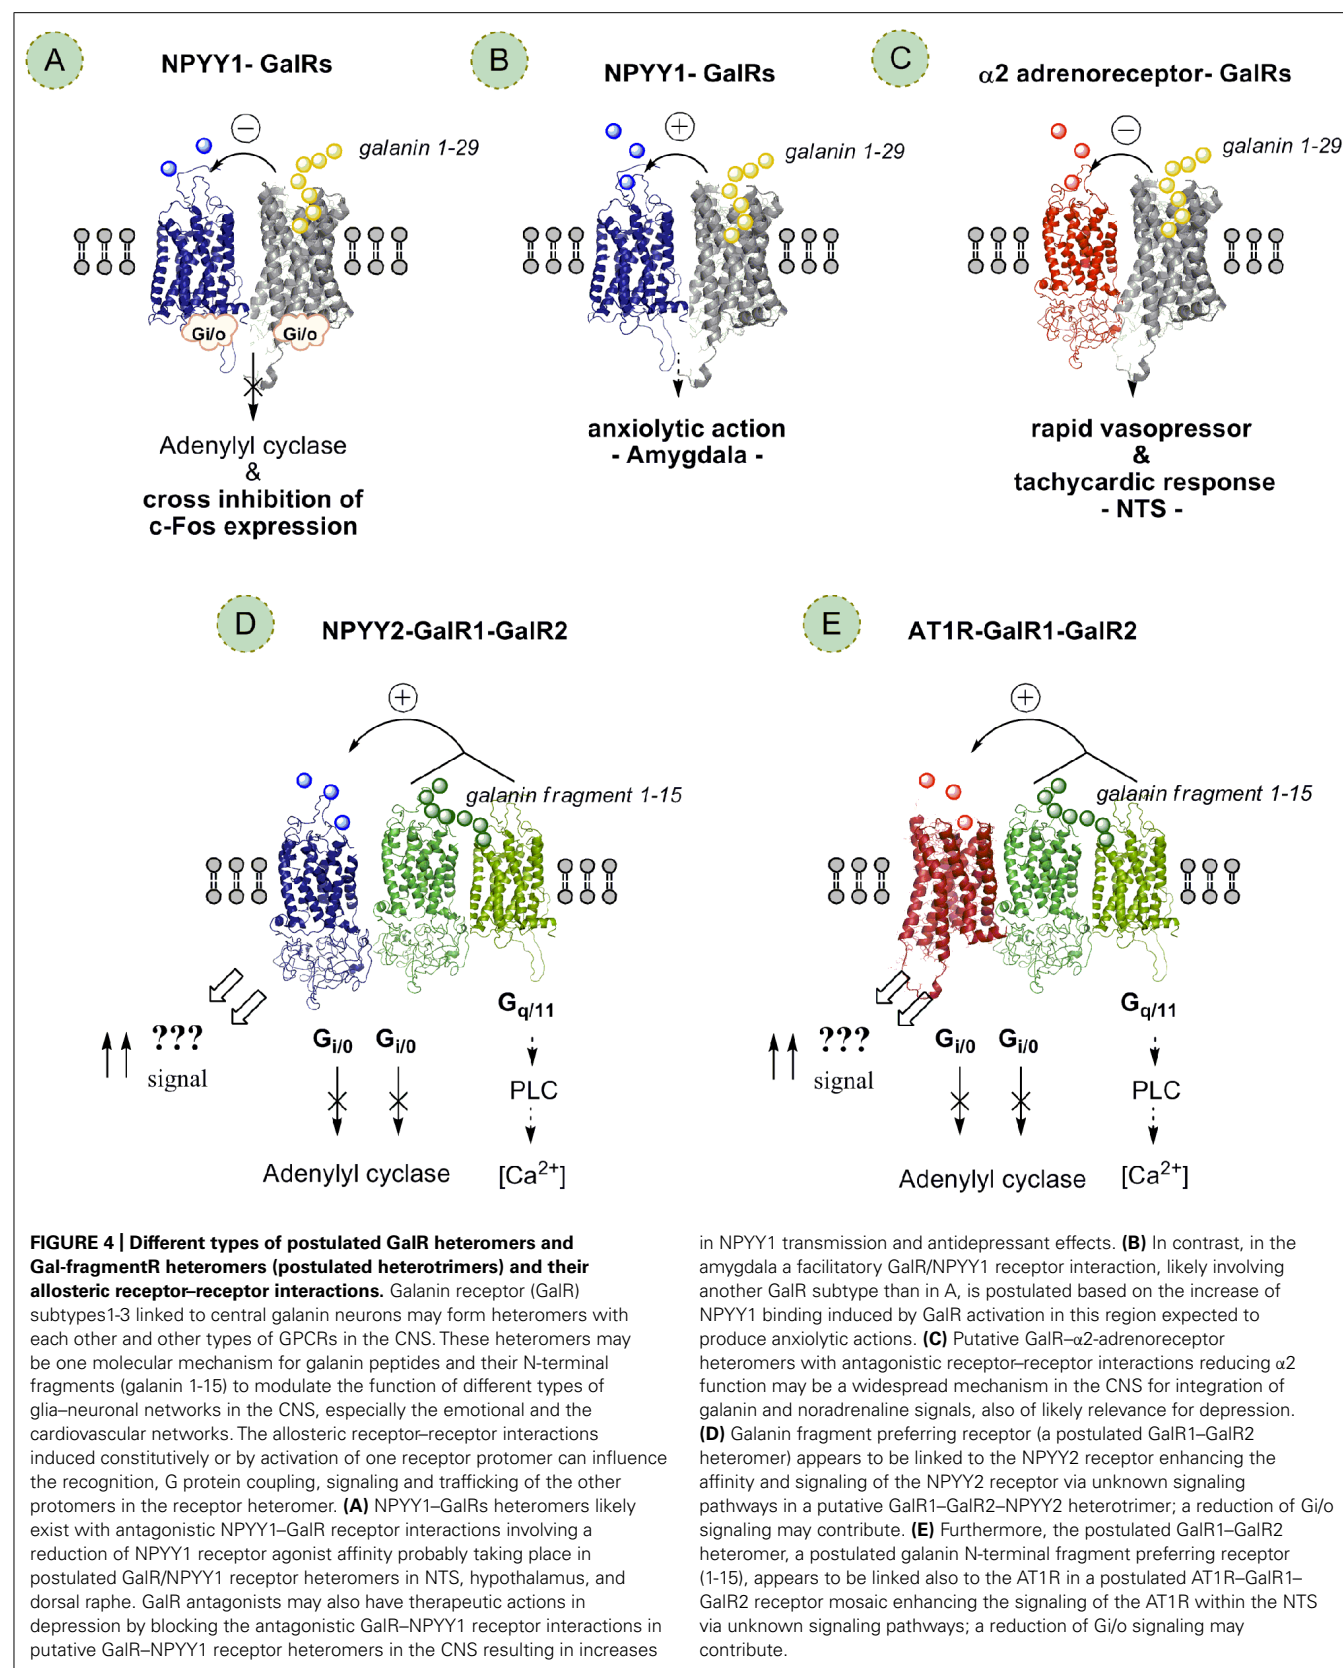 A
NPYY1- GalRs
−
galanin 1-29
Gi/o
Gi/o
Adenylyl cyclase
&
cross inhibition of
c-Fos expression
B
NPYY1- GalRs
+
galanin 1-29
anxiolytic action
- Amygdala -
C
α2 adrenoreceptor- GalRs
−
galanin 1-29
rapid vasopressor
&
tachycardic response
- NTS -
D
NPYY2-GalR1-GalR2
+
galanin fragment 1-15
Gq/11
??? 
signal
Gi/0
Gi/0
PLC
Adenylyl cyclase
[Ca2+]
E
AT1R-GalR1-GalR2
+
galanin fragment 1-15
Gq/11
???
signal
Gi/0
Gi/0
PLC
Adenylyl cyclase
[Ca2+]
FIGURE 4 | Different types of postulated GalR heteromers and
Gal-fragmentR heteromers (postulated heterotrimers) and their
allosteric receptor–receptor interactions. Galanin receptor (GalR)
subtypes1-3 linked to central galanin neurons may form heteromers with
each other and other types of GPCRs in the CNS. These heteromers may
be one molecular mechanism for galanin peptides and their N-terminal
fragments (galanin 1-15) to modulate the function of different types of
glia–neuronal networks in the CNS, especially the emotional and the
cardiovascular networks. The allosteric receptor–receptor interactions
induced constitutively or by activation of one receptor protomer can influence
the recognition, G protein coupling, signaling and trafficking of the other
protomers in the receptor heteromer. (A) NPYY1–GalRs heteromers likely
exist with antagonistic NPYY1–GalR receptor interactions involving a
reduction of NPYY1 receptor agonist affinity probably taking place in
postulated GalR/NPYY1 receptor heteromers in NTS, hypothalamus, and
dorsal raphe. GalR antagonists may also have therapeutic actions in
depression by blocking the antagonistic GalR–NPYY1 receptor interactions in
putative GalR–NPYY1 receptor heteromers in the CNS resulting in increases
in NPYY1 transmission and antidepressant effects. (B) In contrast, in the
amygdala a facilitatory GalR/NPYY1 receptor interaction, likely involving
another GalR subtype than in A, is postulated based on the increase of
NPYY1 binding induced by GalR activation in this region expected to
produce anxiolytic actions. (C) Putative GalR–α2-adrenoreceptor
heteromers with antagonistic receptor–receptor interactions reducing α2
function may be a widespread mechanism in the CNS for integration of
galanin and noradrenaline signals, also of likely relevance for depression.
(D) Galanin fragment preferring receptor (a postulated GalR1–GalR2
heteromer) appears to be linked to the NPYY2 receptor enhancing the
affinity and signaling of the NPYY2 receptor via unknown signaling
pathways in a putative GalR1–GalR2–NPYY2 heterotrimer; a reduction of Gi/o
signaling may contribute. (E) Furthermore, the postulated GalR1–GalR2
heteromer, a postulated galanin N-terminal fragment preferring receptor
(1-15), appears to be linked also to the AT1R in a postulated AT1R–GalR1–
GalR2 receptor mosaic enhancing the signaling of the AT1R within the NTS
via unknown signaling pathways; a reduction of Gi/o signaling may
contribute.